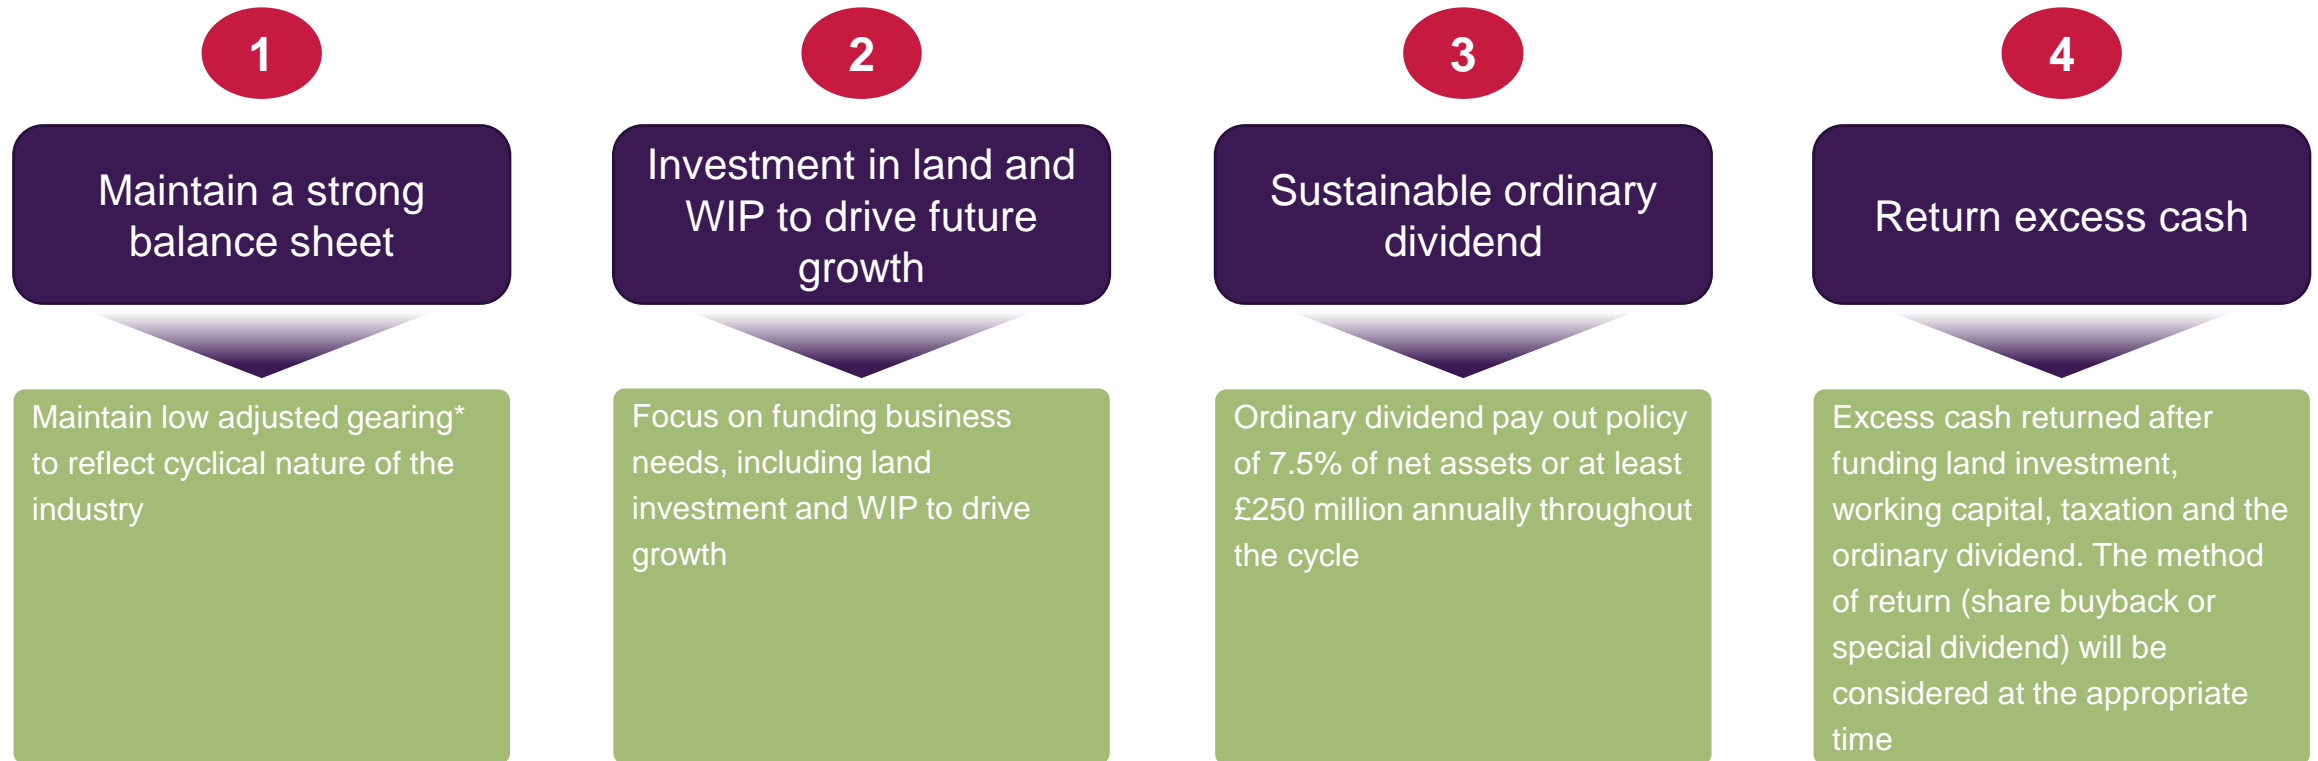 1
Maintain a strong
balance sheet
Maintain low adjusted gearing*
to reflect cyclical nature of the
industry
2
Investment in land and
WIP to drive future
growth
Focus on funding business
needs, including land
investment and WIP to drive
growth
3
Sustainable ordinary
dividend
Ordinary dividend pay out policy
of 7.5% of net assets or at least
£250 million annually throughout
the cycle
4
Return excess cash
Excess cash returned after
funding land investment,
working capital, taxation and the
ordinary dividend. The method
of return (share buyback or
special dividend) will be
considered at the appropriate
time